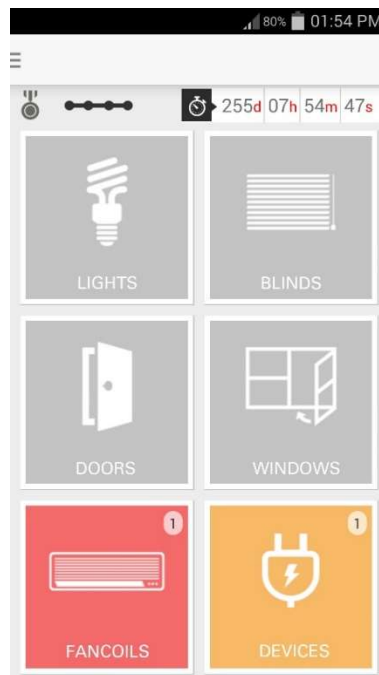 80% 01:54 PM
255d 07h 54m 47s
LIGHTS BLINDS
DOORS WINDOWS
1 1
FANCOILS DEVICES